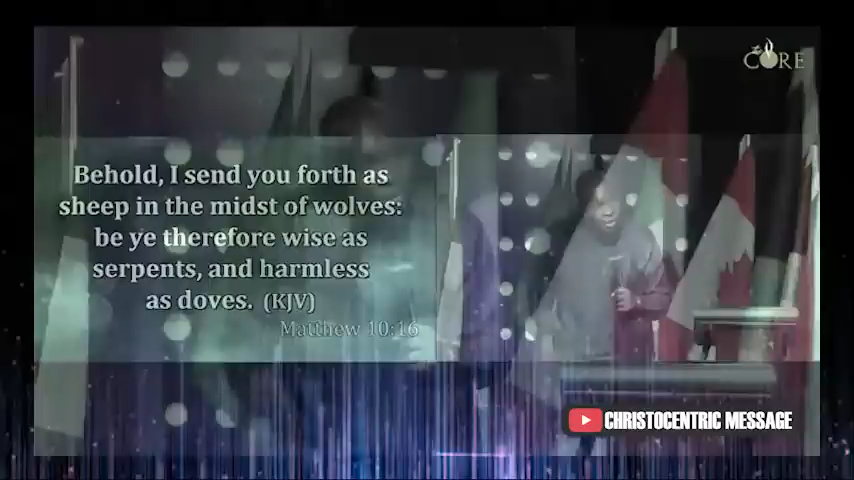 the CORE
Behold, I send you forth as
sheep in the midst of wolves:
be ye therefore wise as
serpents, and harmless
as doves. (KJV)
Matthew 10:16
CHRISTOCENTRIC MESSAGE